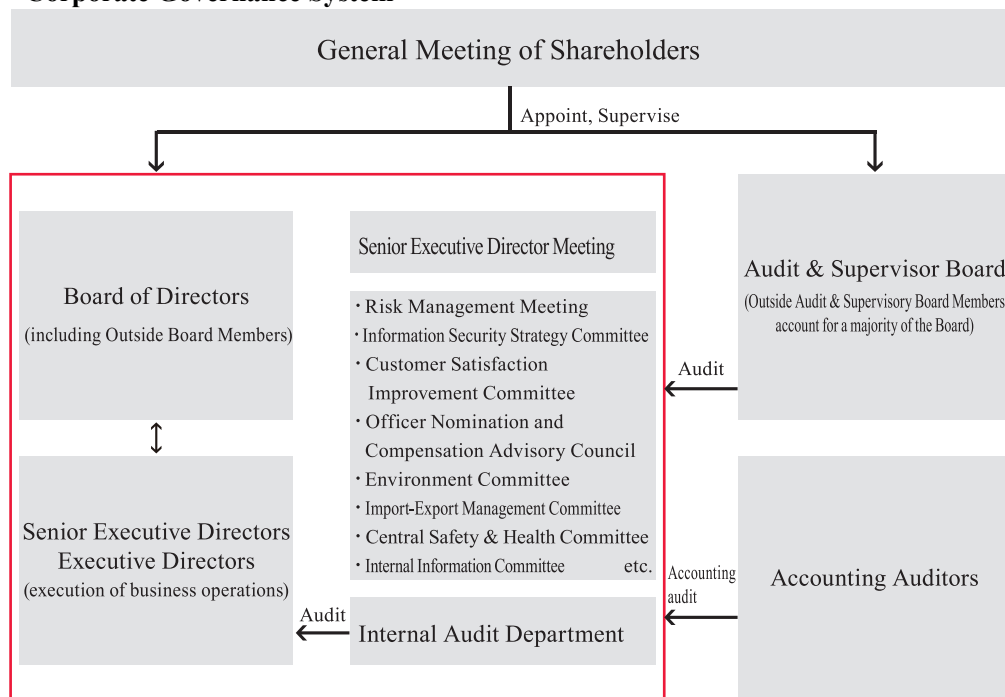 Corporate Governance System
General Meeting of Shareholders
Appoint, Supervise
Board of Directors
(including Outside Board Members)
Senior Executive Director Meeting
・Risk Management Meeting
・Information Security Strategy Committee
・Customer Satisfaction
Improvement Committee
・Officer Nomination and
Compensation Advisory Council
・Environment Committee
・Import-Export Management Committee
・Central Safety & Health Committee
・Internal Information Committee etc.
Audit & Supervisor Board
(Outside Audit & Supervisory Board Members
account for a majority of the Board)
Audit
Senior Executive Directors
Executive Directors
(execution of business operations)
Audit
Internal Audit Department
Accounting
audit
Accounting Auditors